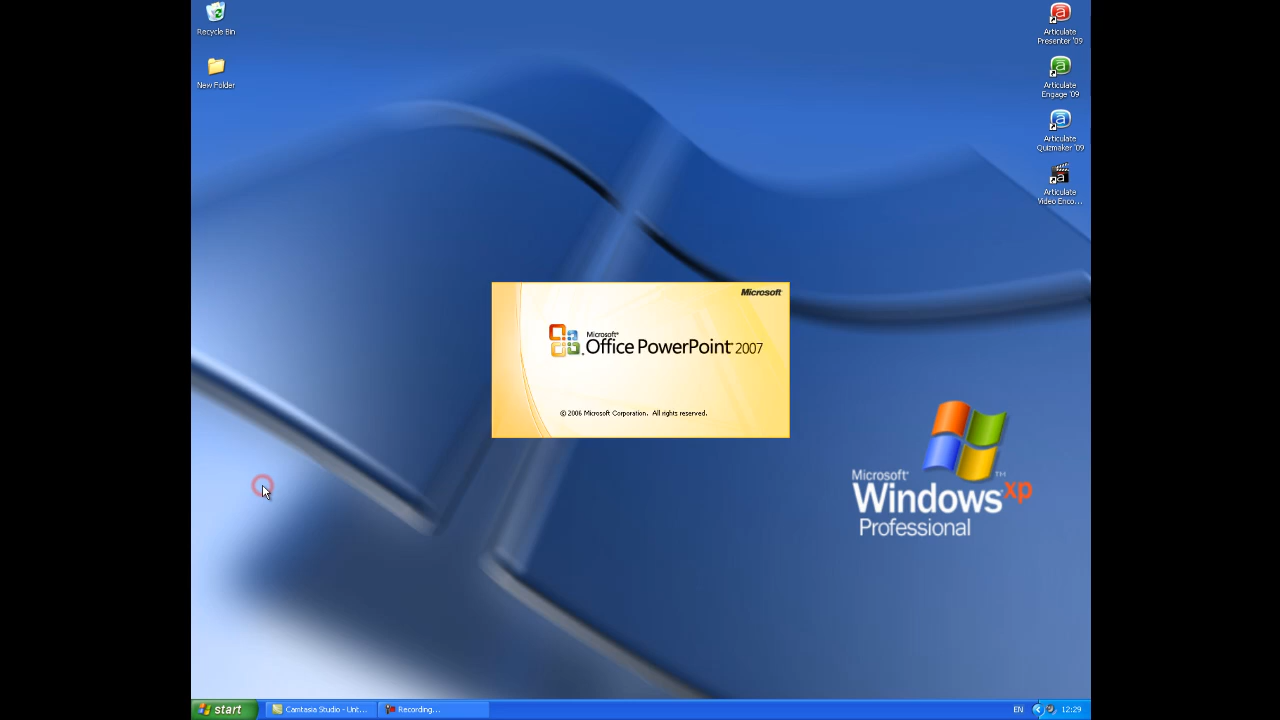 Recycle Bin
New Folder
Articulate
Presenter '09
Articulate
Engage '09
Articulate
Quizmaker '09
Articulate
Video Enco...
Microsoft
Microsoft®
Office PowerPoint® 2007
© 2006 Microsoft Corporation. All rights reserved.
Microsoft®
Windows xp TM
Professional
start
Camtasia Studio - Unt...
Recording...
EN
12:29